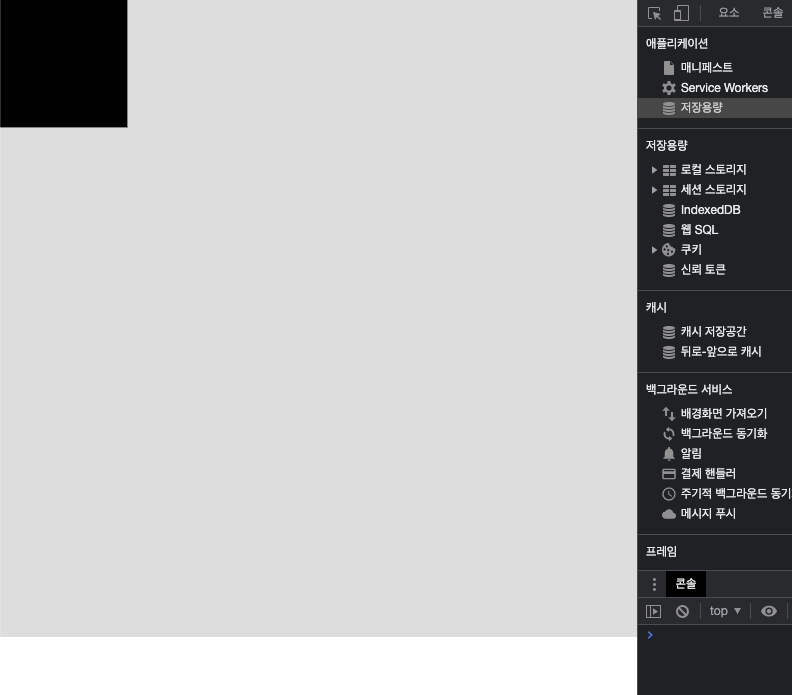 요소 콘솔
애플리케이션
매니페스트
Service Workers
저장용량
저장용량
로컬 스토리지
세션 스토리지
IndexedDB
웹 SQL
쿠키
신뢰 토큰
캐시
캐시 저장공간
뒤로-앞으로 캐시
백그라운드 서비스
배경화면 가져오기
백그라운드 동기화
알림
결제 핸들러
주기적 백그라운드 동기
메시지 푸시
프레임
콘솔
top